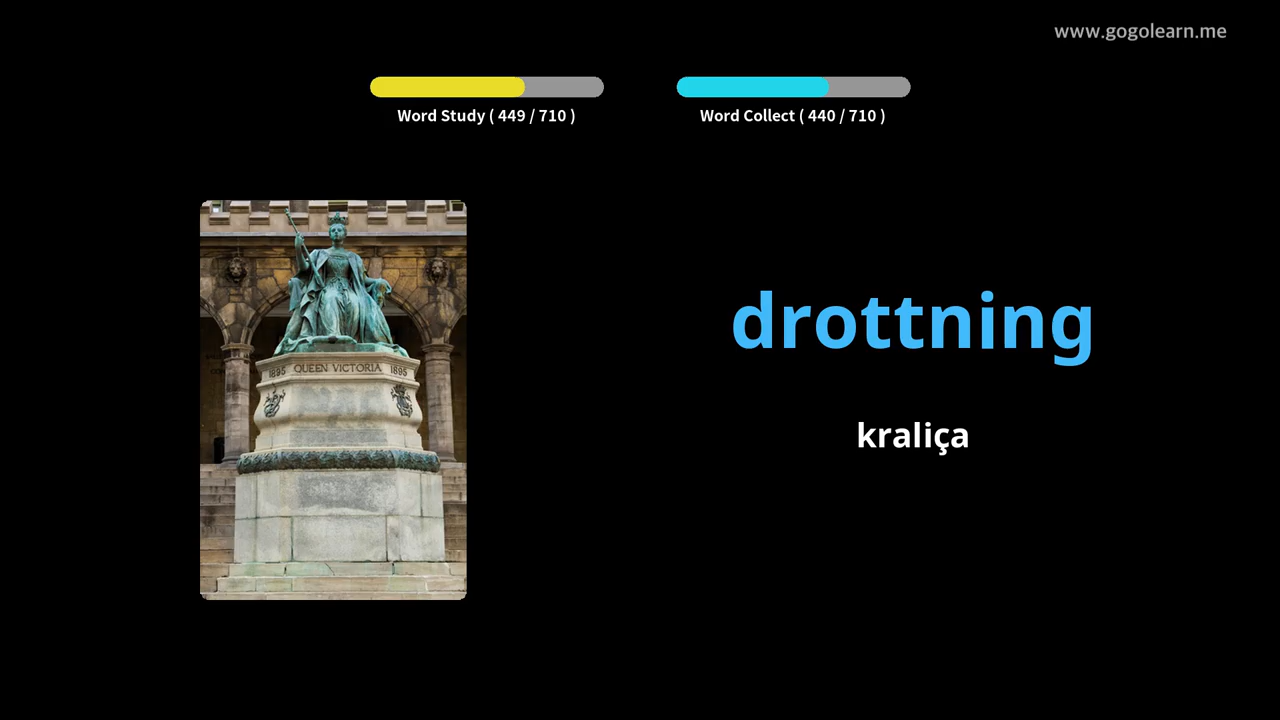 www.gogolearn.me
Word Study ( 449 / 710 )
Word Collect ( 440 / 710 )
1895 QUEEN VICTORIA 1895
drottning
kraliça